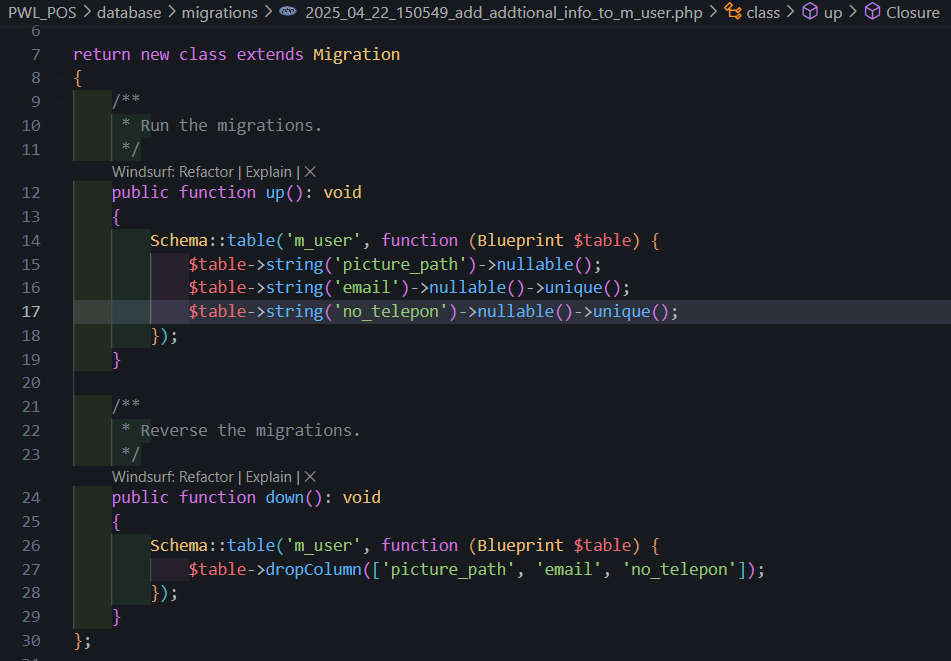 PWL_POS > database > migrations > php 2025_04_22_150549_add_addtional_info_to_m_user.php > class > up > Closure
6
7 return new class extends Migration
8 {
9 /**
10 * Run the migrations.
11 */
Windsurf: Refactor | Explain | ×
12 public function up(): void
13 {
14 Schema::table('m_user', function (Blueprint $table) {
15 $table->string('picture_path')->nullable();
16 $table->string('email')->nullable()->unique();
17 $table->string('no_telepon')->nullable()->unique();
18 });
19 }
20
21 /**
22 * Reverse the migrations.
23 */
Windsurf: Refactor | Explain | ×
24 public function down(): void
25 {
26 Schema::table('m_user', function (Blueprint $table) {
27 $table->dropColumn(['picture_path', 'email', 'no_telepon']);
28 });
29 }
30 };